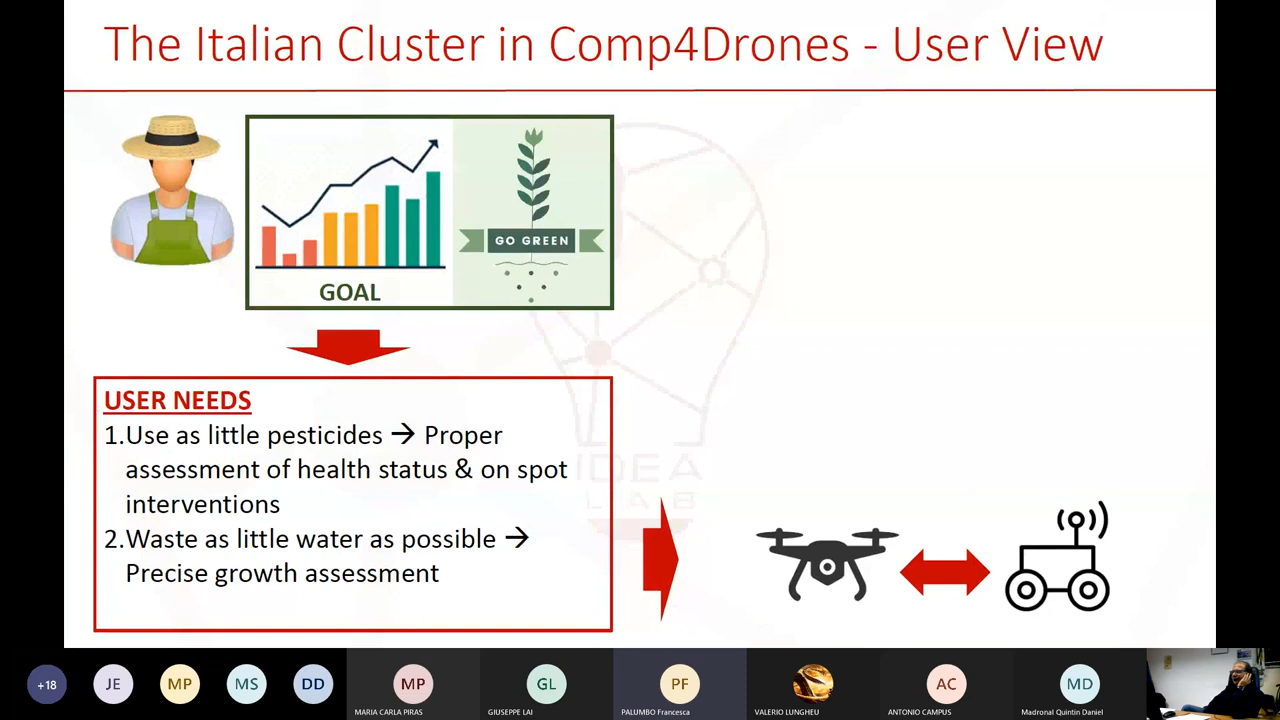 The Italian Cluster in Comp4Drones - User View
GO GREEN
GOAL
USER NEEDS
1.Use as little pesticides → Proper
assessment of health status & on spot
interventions
2.Waste as little water as possible →
Precise growth assessment
IDEA
LAB
+18
JE
MP
MS
DD
MP
GL
PF
AC
MD
MARIA CARLA PIRAS
GIUSEPPE LAI
PALUMBO Francesca
VALERIO LUNGHEU
ANTONIO CAMPUS
Madronal Quintin Daniel